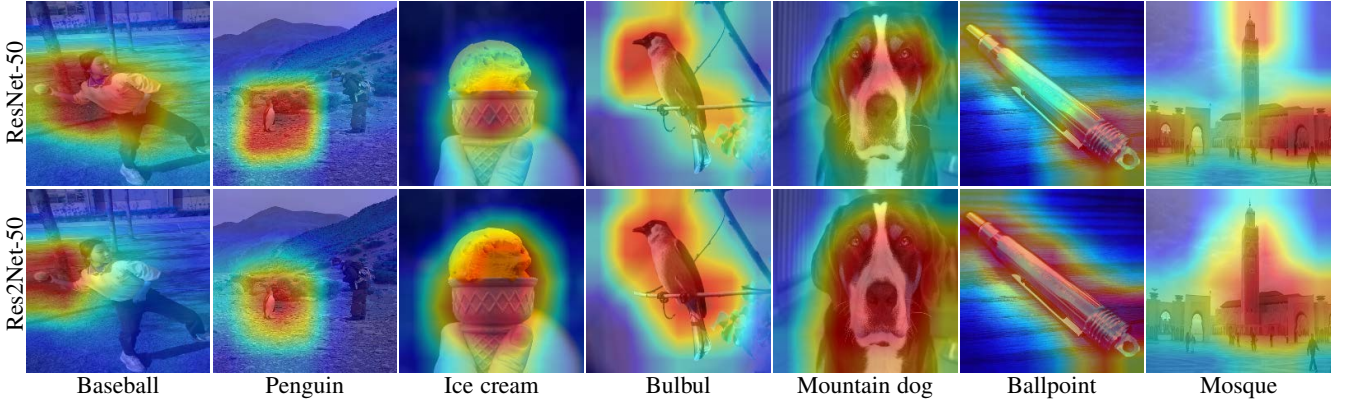 ResNet-50
Res2Net-50
Baseball Penguin Ice cream Bulbul Mountain dog Ballpoint Mosque